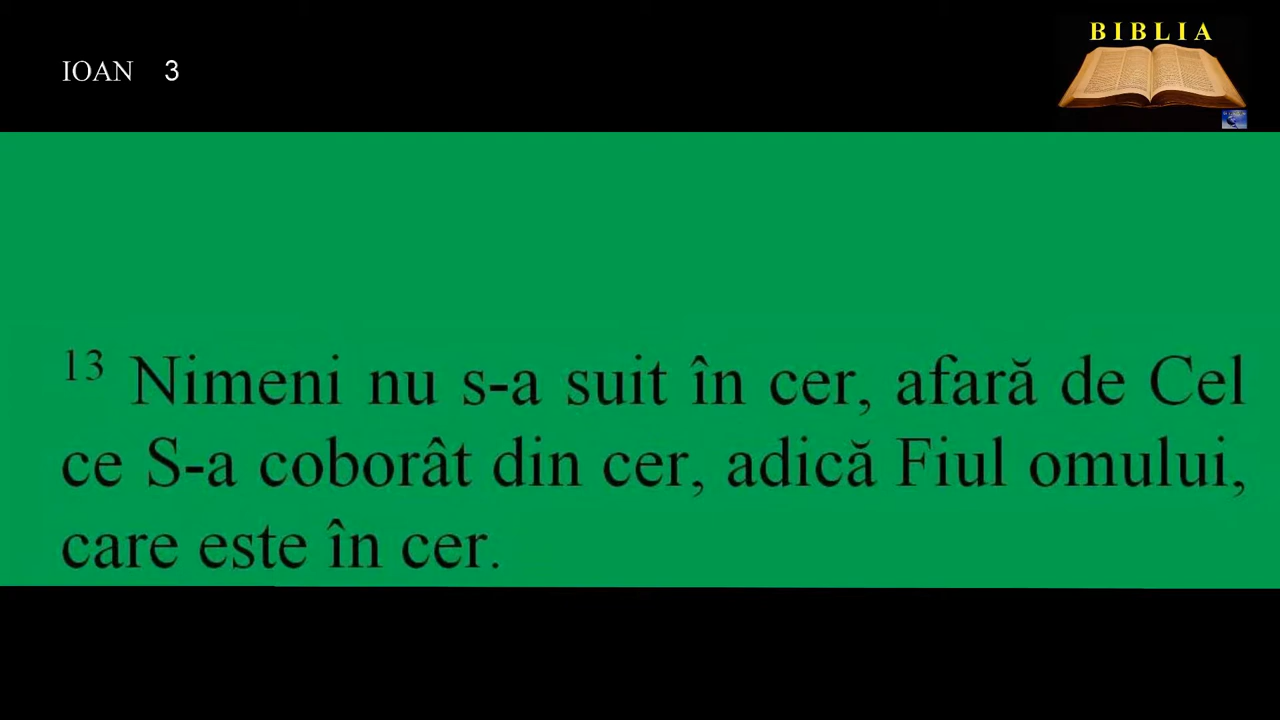 BIBLIA
IOAN 3
13 Nimeni nu s-a suit în cer, afară de Cel
ce S-a coborât din cer, adică Fiul omului,
care este în cer.